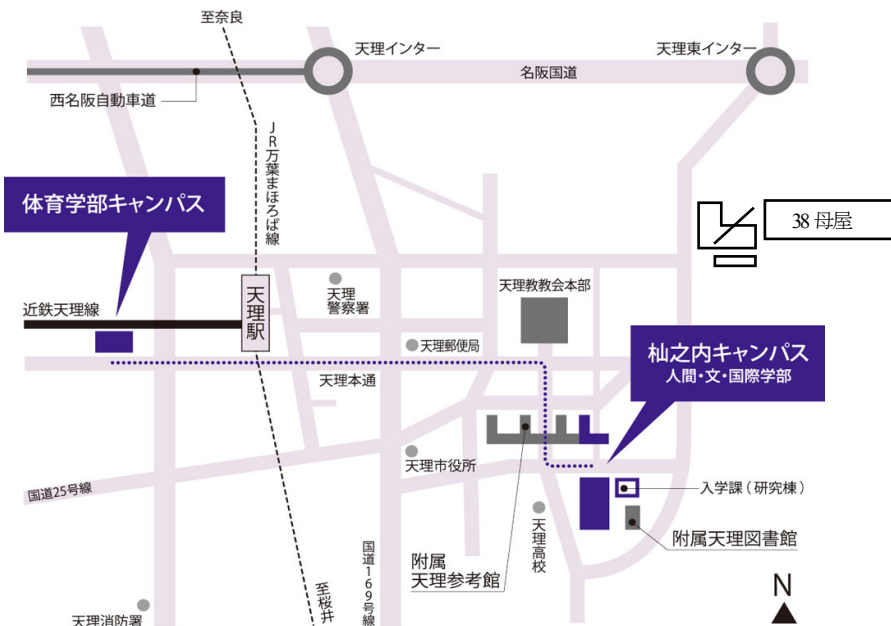 至奈良
天理インター
天理東インター
名阪国道
西名阪自動車道
JR万葉まほろば線
体育学部キャンパス
38 母屋
近鉄天理線
天理駅
天理
警察署
天理教教会本部
天理郵便局
杣之内キャンパス
人間・文・国際学部
天理本通
天理市役所
国道25号線
入学課（研究棟）
天理高校
附属天理図書館
附属
天理参考館
国道169号線
至桜井
天理消防署
N